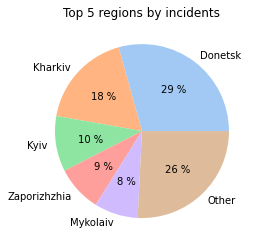 Top 5 regions by incidents
Donetsk
29 %
Kharkiv
18 %
Kyiv
10 %
Zaporizhzhia
9 %
Mykolaiv
8 %
Other
26 %